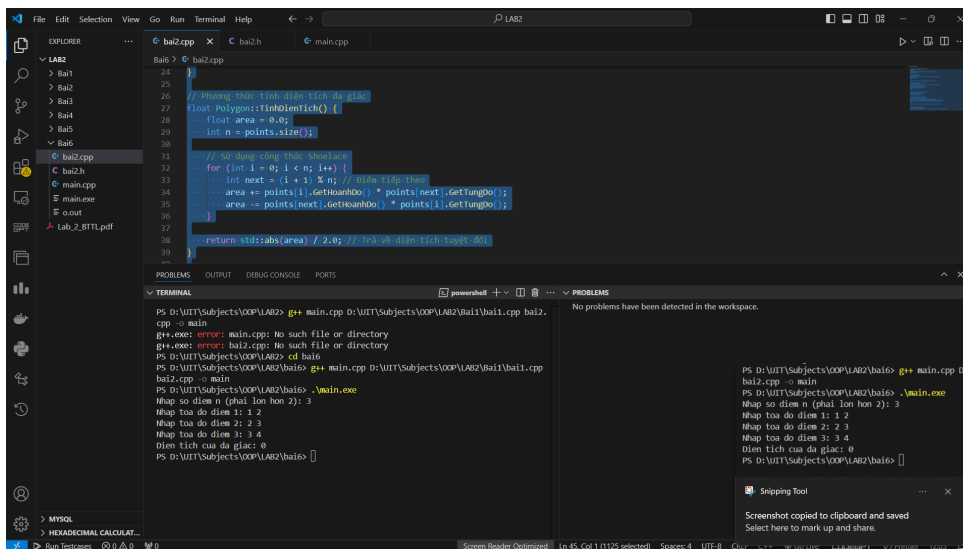 File Edit Selection View Go Run Terminal Help
LAB2
EXPLORER
LAB2
Bai1
Bai2
Bai3
Bai4
Bai5
Bai6
bai2.cpp
bai2.h
main.cpp
main.exe
o.out
Lab_2_BTTL.pdf
MYSQL
HEXADECIMAL CALCULAT...
bai2.cpp bai2.h main.cpp
Bai6 > bai2.cpp
24 }
25
26 // Phương thức tính diện tích đa giác
27 float Polygon::TinhDienTich() {
28 float area = 0.0;
29 int n = points.size();
30
31 // Sử dụng công thức Shoelace
32 for (int i = 0; i < n; i++) {
33 int next = (i + 1) % n; // Điểm tiếp theo
34 area += points[i].GetHoanhDo() * points[next].GetTungDo();
35 area -= points[next].GetHoanhDo() * points[i].GetTungDo();
36 }
37
38 return std::abs(area) / 2.0; // Trả về diện tích tuyệt đối
39 }
PROBLEMS OUTPUT DEBUG CONSOLE PORTS
TERMINAL
powershell
PS D:\UIT\Subjects\OOP\LAB2> g++ main.cpp D:\UIT\Subjects\OOP\LAB2\Bai1\bai1.cpp bai2.
cpp -o main
g++.exe: error: main.cpp: No such file or directory
g++.exe: error: bai2.cpp: No such file or directory
PS D:\UIT\Subjects\OOP\LAB2> cd bai6
PS D:\UIT\Subjects\OOP\LAB2\bai6> g++ main.cpp D:\UIT\Subjects\OOP\LAB2\Bai1\bai1.cpp
bai2.cpp -o main
PS D:\UIT\Subjects\OOP\LAB2\bai6> .\main.exe
Nhap so diem n (phai lon hon 2): 3
Nhap toa do diem 1: 1 2
Nhap toa do diem 2: 2 3
Nhap toa do diem 3: 3 4
Dien tich cua da giac: 0
PS D:\UIT\Subjects\OOP\LAB2\bai6>
PROBLEMS
No problems have been detected in the workspace.
PS D:\UIT\Subjects\OOP\LAB2\bai6> g++ main.cpp D
bai2.cpp -o main
PS D:\UIT\Subjects\OOP\LAB2\bai6> .\main.exe
Nhap so diem n (phai lon hon 2): 3
Nhap toa do diem 1: 1 2
Nhap toa do diem 2: 2 3
Nhap toa do diem 3: 3 4
Dien tich cua da giac: 0
PS D:\UIT\Subjects\OOP\LAB2\bai6>
Snipping Tool
Screenshot copied to clipboard and saved
Select here to mark up and share.
Run Testcases 0 0 0 Screen Reader Optimized Ln 45, Col 1 (1125 selected) Spaces: 4 UTF-8